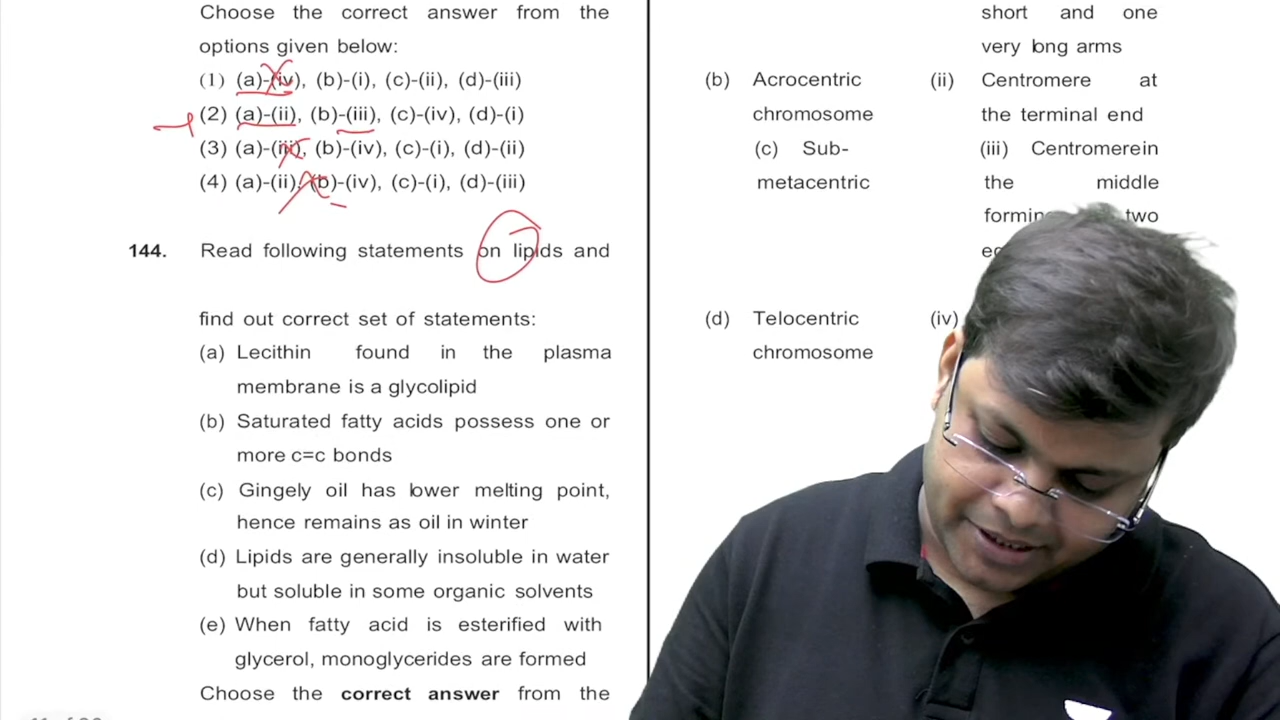 Choose the correct answer from the
options given below:
(1) (a)-(iv), (b)-(i), (c)-(ii), (d)-(iii)
(2) (a)-(ii), (b)-(iii), (c)-(iv), (d)-(i)
(3) (a)-(iii), (b)-(iv), (c)-(i), (d)-(ii)
(4) (a)-(ii), (b)-(iv), (c)-(i), (d)-(iii)
144. Read following statements on lipids and
find out correct set of statements:
(a) Lecithin found in the plasma
membrane is a glycolipid
(b) Saturated fatty acids possess one or
more c=c bonds
(c) Gingely oil has lower melting point,
hence remains as oil in winter
(d) Lipids are generally insoluble in water
but soluble in some organic solvents
(e) When fatty acid is esterified with
glycerol, monoglycerides are formed
Choose the correct answer from the
short and one
very long arms
(b) Acrocentric (ii) Centromere at
chromosome the terminal end
(c) Sub- (iii) Centromerein
metacentric the middle
two
(d) Telocentric (iv)
chromosome